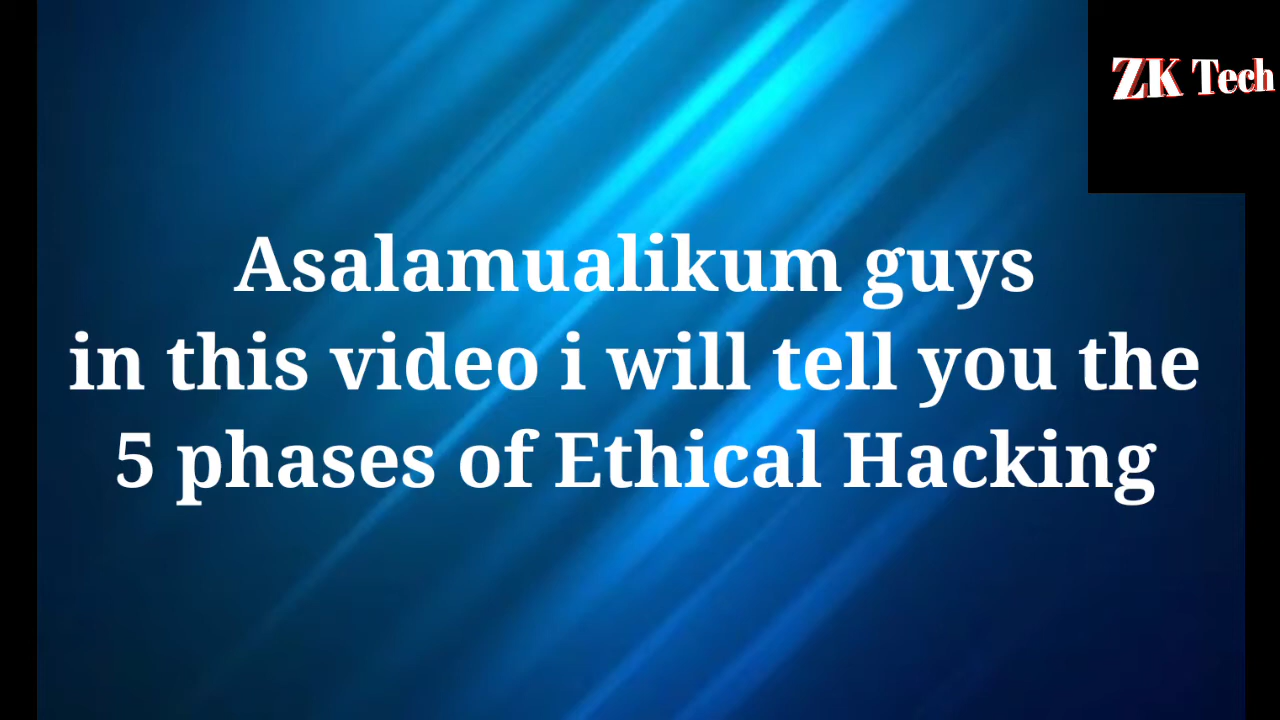 ZK Tech
Asalamualikum guys
in this video i will tell you the
5 phases of Ethical Hacking